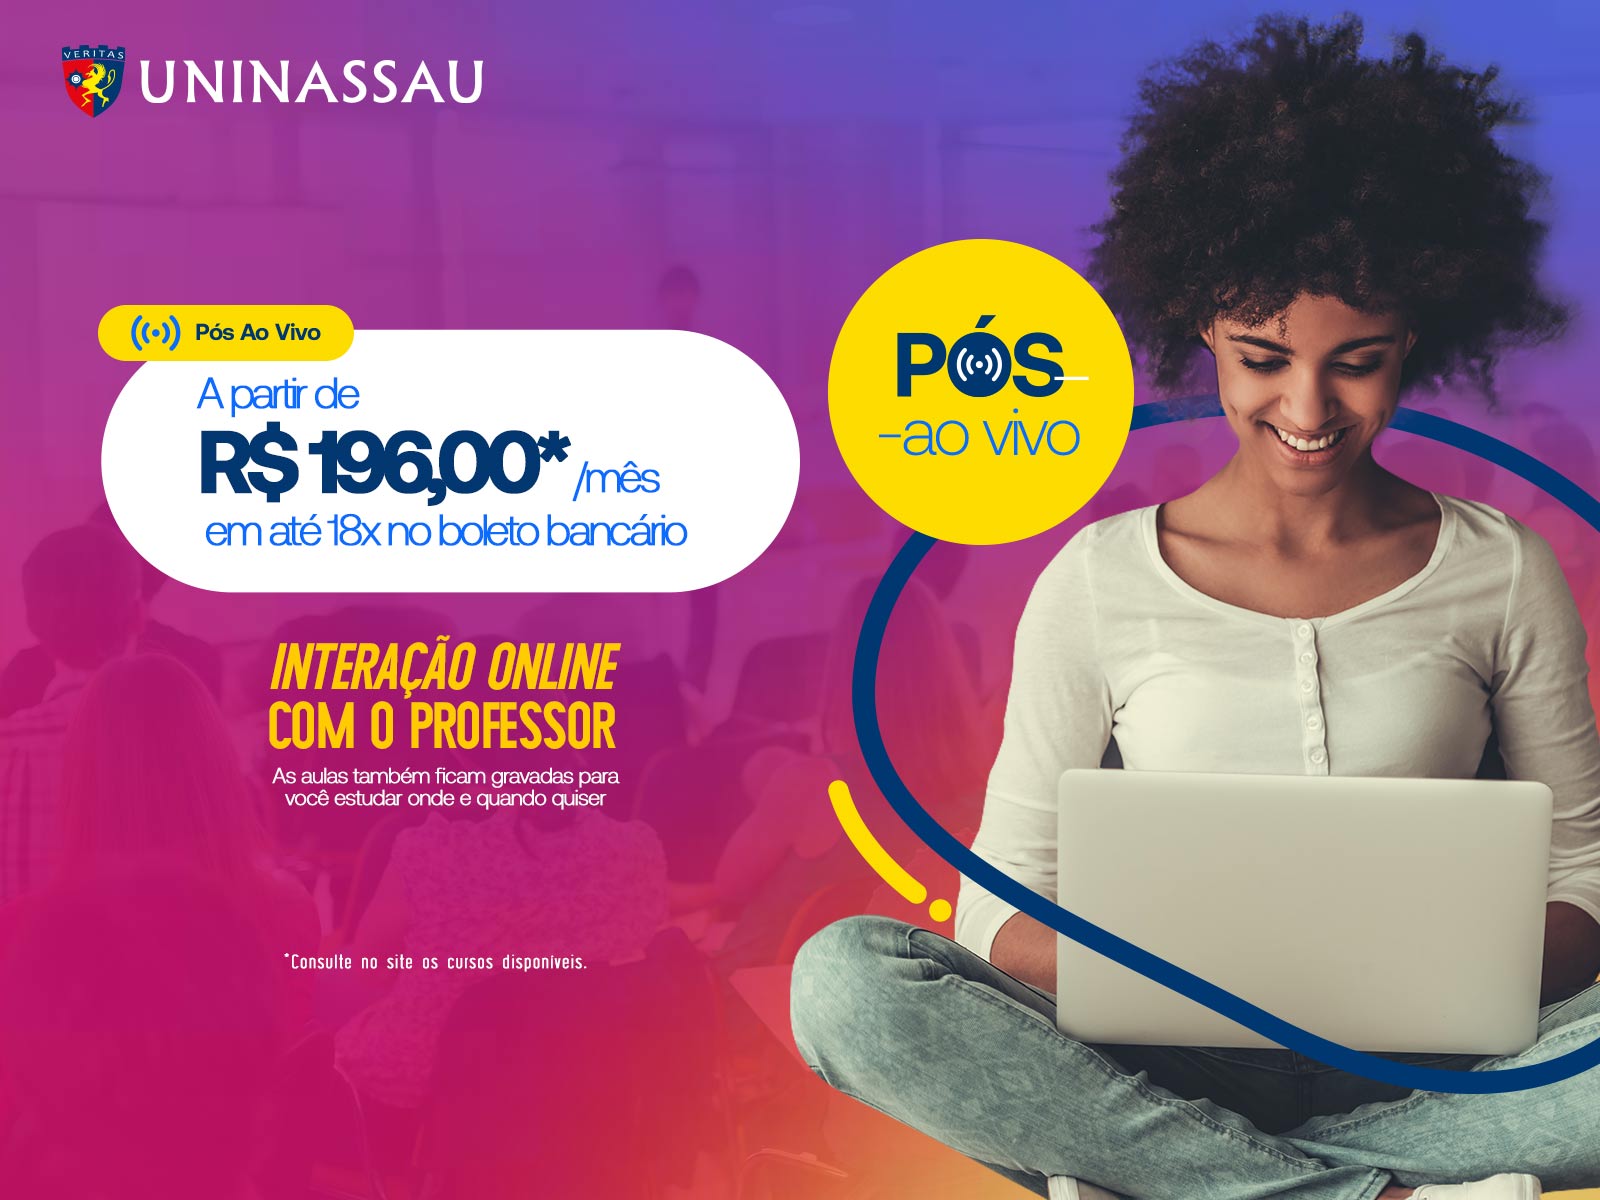 VERITAS
UNINASSAU
Pós Ao Vivo
A partir de
R$ 196,00* /mês
em até 18x no boleto bancário
PÓS
-ao vivo
INTERAÇÃO ONLINE
COM O PROFESSOR
As aulas também ficam gravadas para
você estudar onde e quando quiser
*Consulte no site os cursos disponíveis.